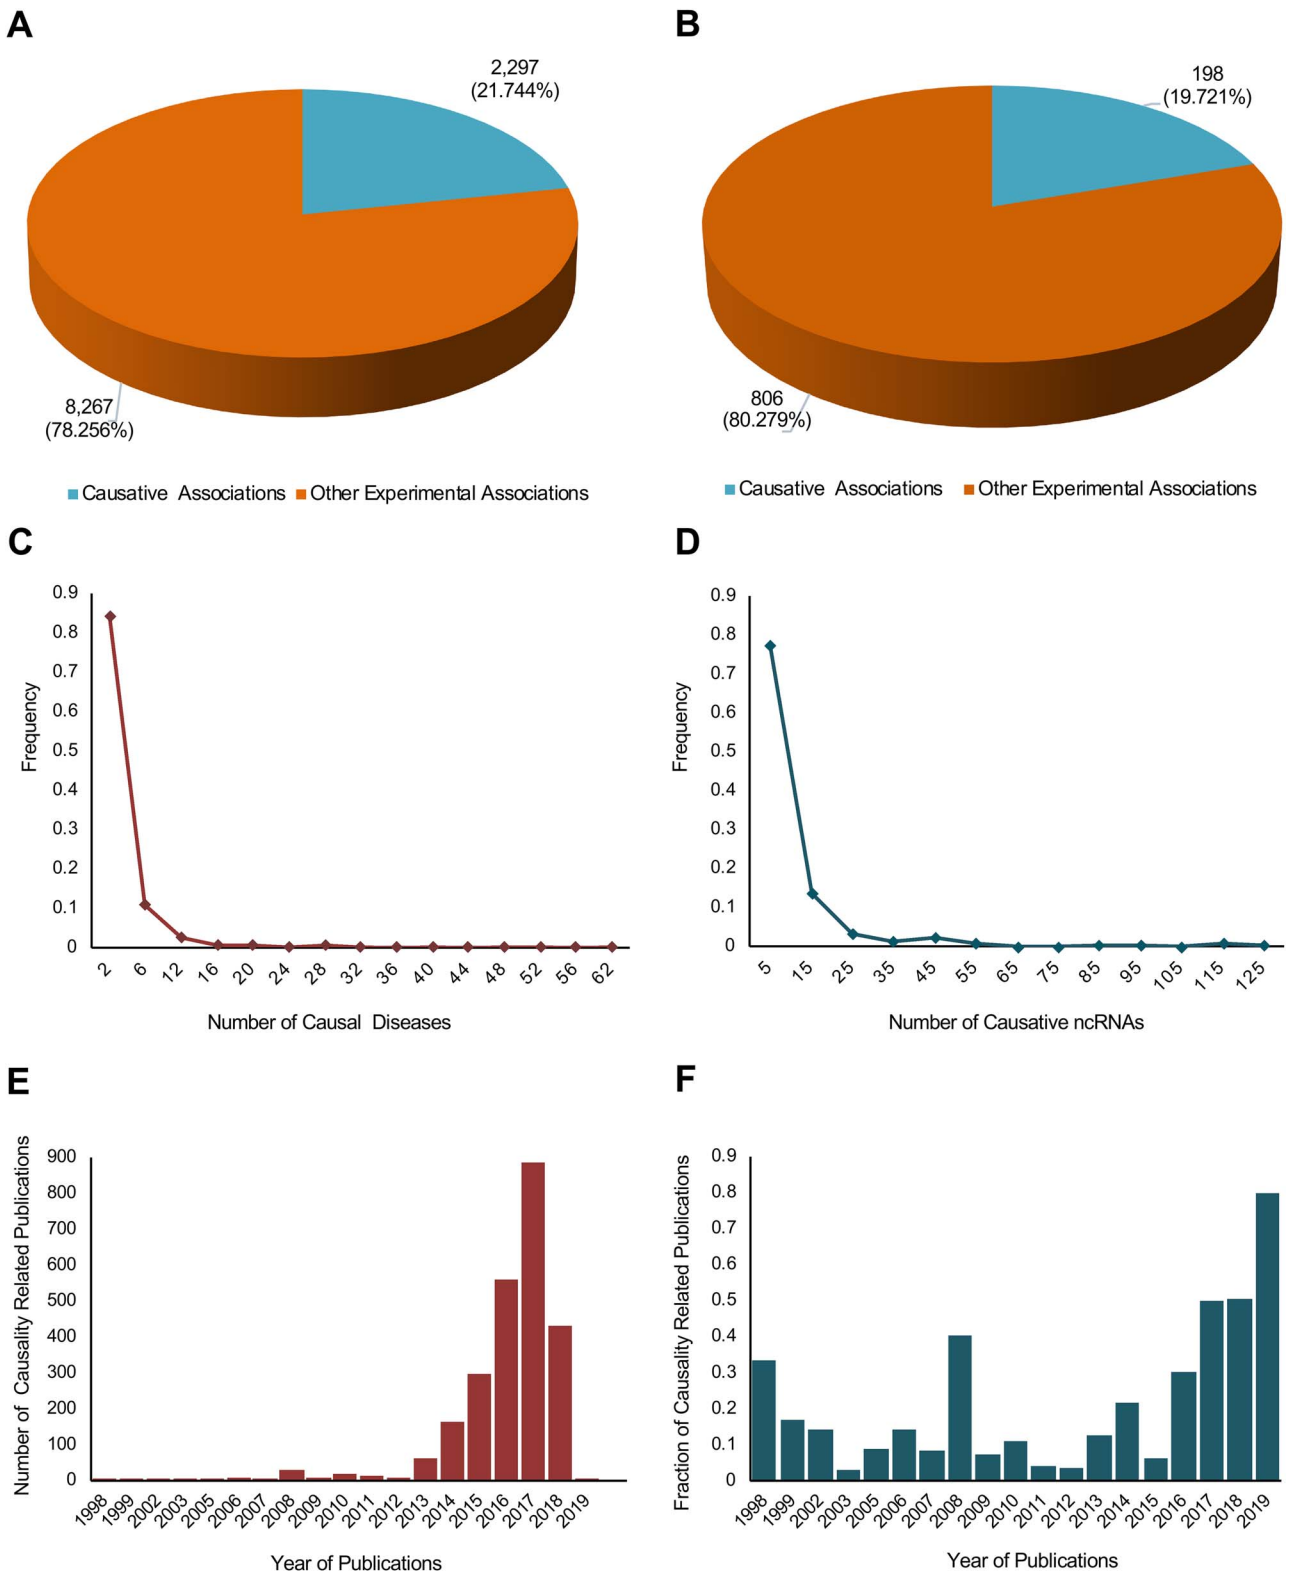 A
2,297
(21.744%)
8,267
(78.256%)
Causative Associations Other Experimental Associations
B
198
(19.721%)
806
(80.279%)
Causative Associations Other Experimental Associations
C
Frequency
0.9
0.8
0.7
0.6
0.5
0.4
0.3
0.2
0.1
0
2 6 12 16 20 24 28 32 36 40 44 48 52 56 62
Number of Causal Diseases
D
Frequency
0.9
0.8
0.7
0.6
0.5
0.4
0.3
0.2
0.1
0
5 15 25 35 45 55 65 75 85 95 105 115 125
Number of Causative ncRNAs
E
Number of Causality Related Publications
900
800
700
600
500
400
300
200
100
0
1998 1999 2002 2003 2005 2006 2007 2008 2009 2010 2011 2012 2013 2014 2015 2016 2017 2018 2019
Year of Publications
F
Fraction of Causality Related Publications
0.9
0.8
0.7
0.6
0.5
0.4
0.3
0.2
0.1
0
1998 1999 2002 2003 2005 2006 2007 2008 2009 2010 2011 2012 2013 2014 2015 2016 2017 2018 2019
Year of Publications